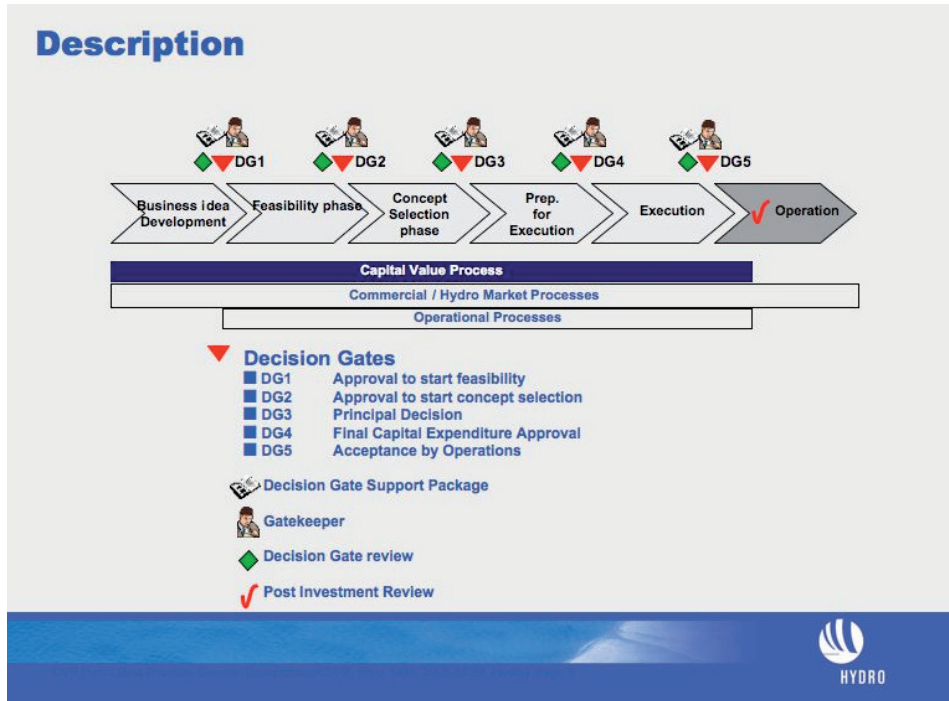 Description
DG1
DG2
DG3
DG4
DG5
Business idea
Development
Feasibility phase
Concept
Selection
phase
Prep.
for
Execution
Execution
Operation
Capital Value Process
Commercial / Hydro Market Processes
Operational Processes
Decision Gates
DG1 Approval to start feasibility
DG2 Approval to start concept selection
DG3 Principal Decision
DG4 Final Capital Expenditure Approval
DG5 Acceptance by Operations
Decision Gate Support Package
Gatekeeper
Decision Gate review
Post Investment Review
HYDRO